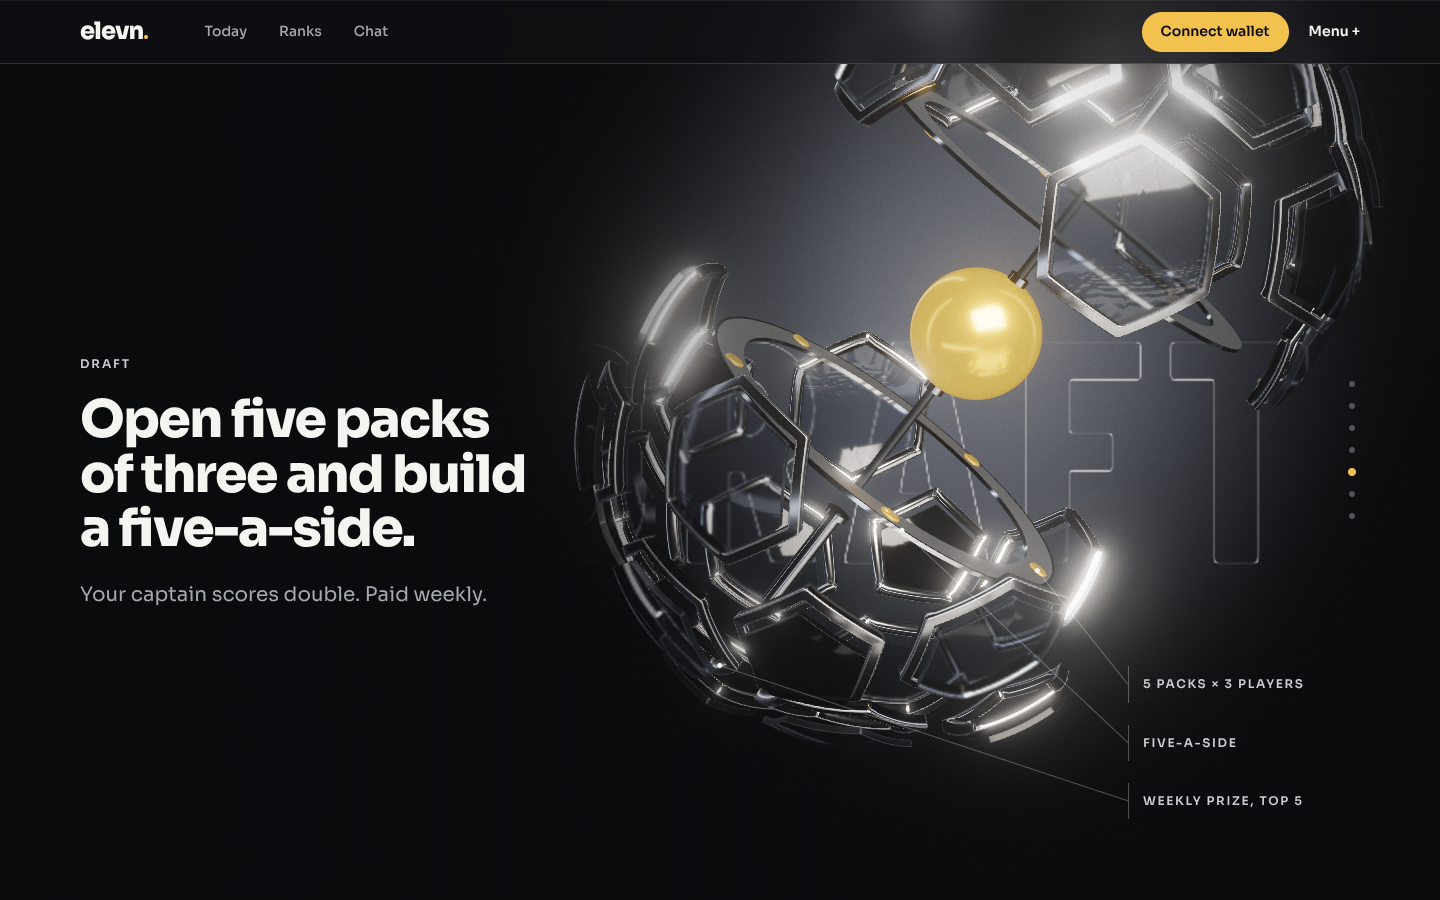 elevn.
Today
Ranks
Chat
Connect wallet
Menu +
DRAFT
Open five packs
of three and build
a five-a-side.
Your captain scores double. Paid weekly.
5 PACKS × 3 PLAYERS
FIVE-A-SIDE
WEEKLY PRIZE, TOP 5